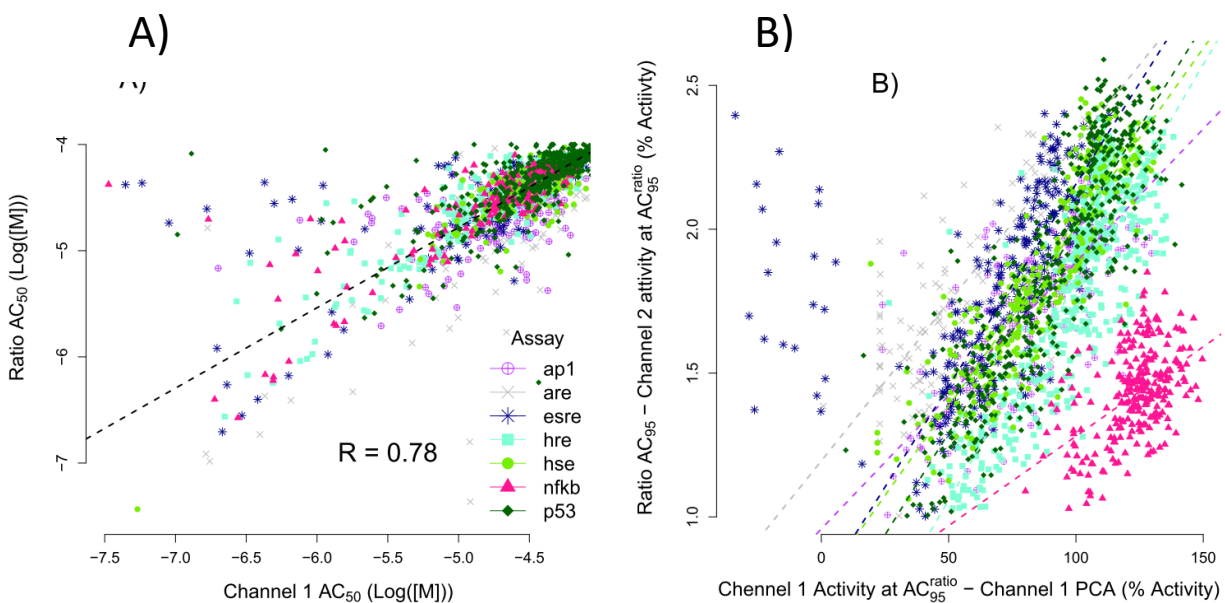 A)
B)
B)
Ratio AC50 (Log([M]))
−4
−5
−6
−7
Assay
ap1
are
esre
hre
hse
nfkb
p53
R = 0.78
−7.5
−7.0
−6.5
−6.0
−5.5
−5.0
−4.5
Channel 1 AC50 (Log([M]))
Ratio AC95 − Channel 2 attivity at AC95ratio (% Actiivty)
2.5
2.0
1.5
1.0
0
50
100
150
Chennel 1 Activity at AC95ratio − Channel 1 PCA (% Activity)